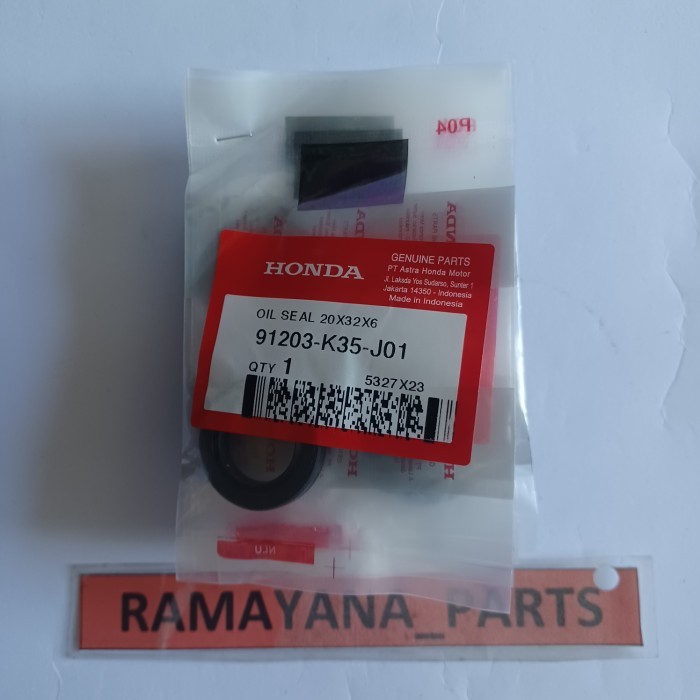 P04
HONDA
GENUINE PARTS
PT Astra Honda Motor
Jl. Laksda Yos Sudarso, Sunter 1
Jakarta 14350 - Indonesia
Made in Indonesia
OIL SEAL 20X32X6
91203-K35-J01
QTY 1
5327X23
NLU
RAMAYANA_PARTS